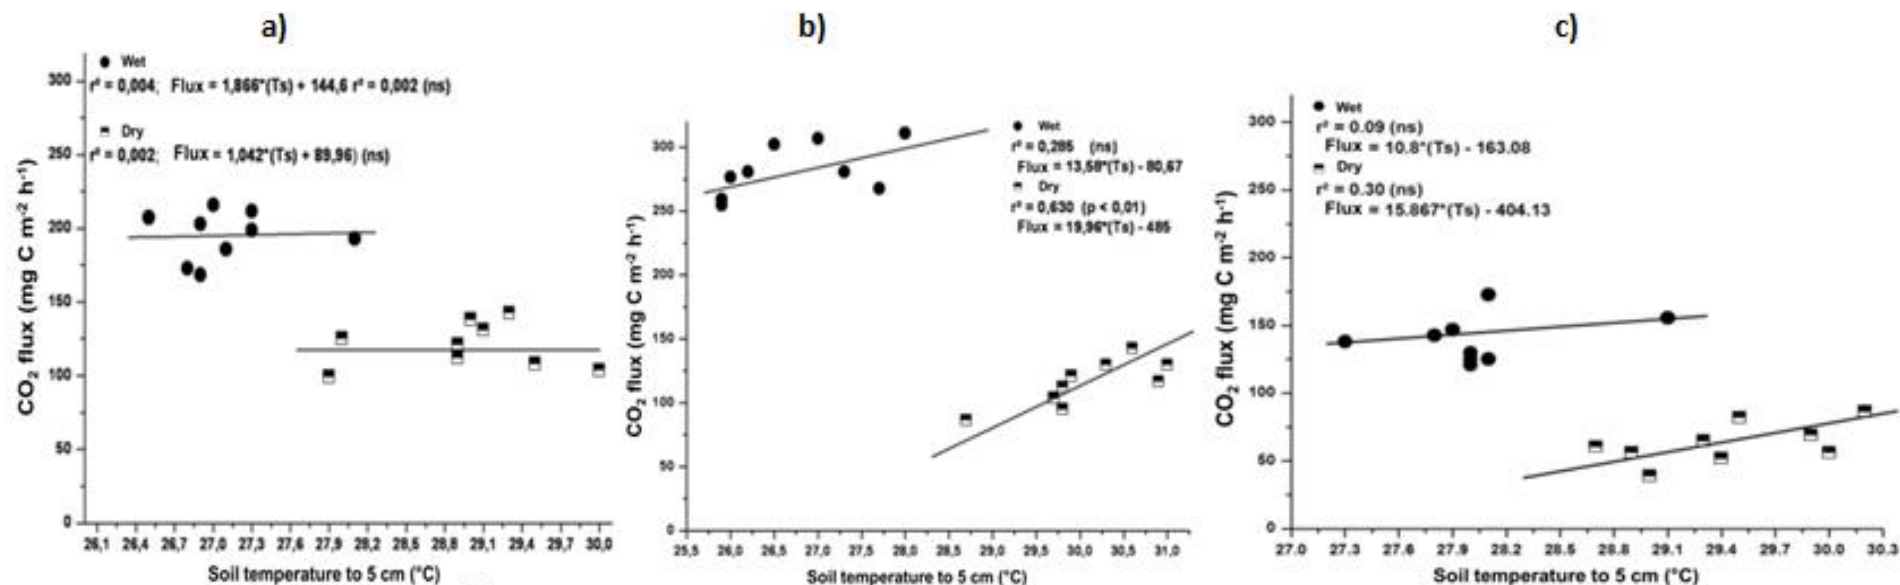 a)
Wet
r² = 0,004; Flux = 1,866*(Ts) + 144,6 r² = 0,002 (ns)
Dry
r² = 0,002; Flux = 1,042*(Ts) + 89,96) (ns)
CO₂ flux (mg C m⁻² h⁻¹)
300
250
200
150
100
50
0
26,1 26,4 26,7 27,0 27,3 27,6 27,9 28,2 28,5 28,8 29,1 29,4 29,7 30,0
Soil temperature to 5 cm (°C)
b)
Wet
r² = 0,285 (ns)
Flux = 13,58*(Ts) - 80,67
Dry
r² = 0,630 (p < 0,01)
Flux = 19,96*(Ts) - 485
CO₂ flux (mg C m⁻² h⁻¹)
300
250
200
150
100
50
0
25,5 26,0 26,5 27,0 27,5 28,0 28,5 29,0 29,5 30,0 30,5 31,0
Soil temperature to 5 cm (°C)
c)
Wet
r² = 0.09 (ns)
Flux = 10.8*(Ts) - 163.08
Dry
r² = 0.30 (ns)
Flux = 15.867*(Ts) - 404.13
CO₂ flux (mg C m⁻² h⁻¹)
300
250
200
150
100
50
0
27.0 27.3 27.6 27.9 28.2 28.5 28.8 29.1 29.4 29.7 30.0 30.3
Soil temperature to 5 cm (°C)